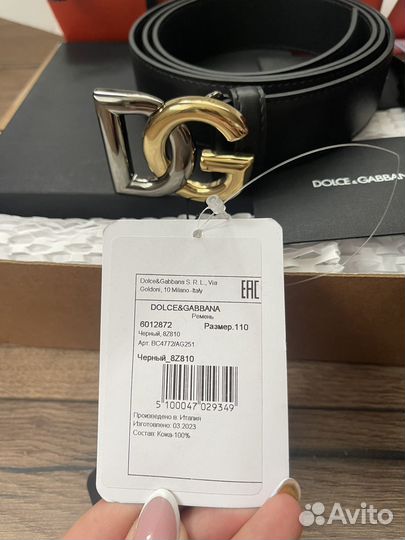 DG
DOLCE&GABBANA
Dolce&Gabbana S. R. L., Via
Goldoni, 10 Milano -Italy
EAC
DOLCE&GABBANA
Ремень
6012872 Размер.110
Черный, 8Z810
Арт. BC4772/AG251
Черный_8Z810
5 100047 029349
Произведено в: Италия
Изготовлено: 03.2023
Состав: Кожа-100%
Avito